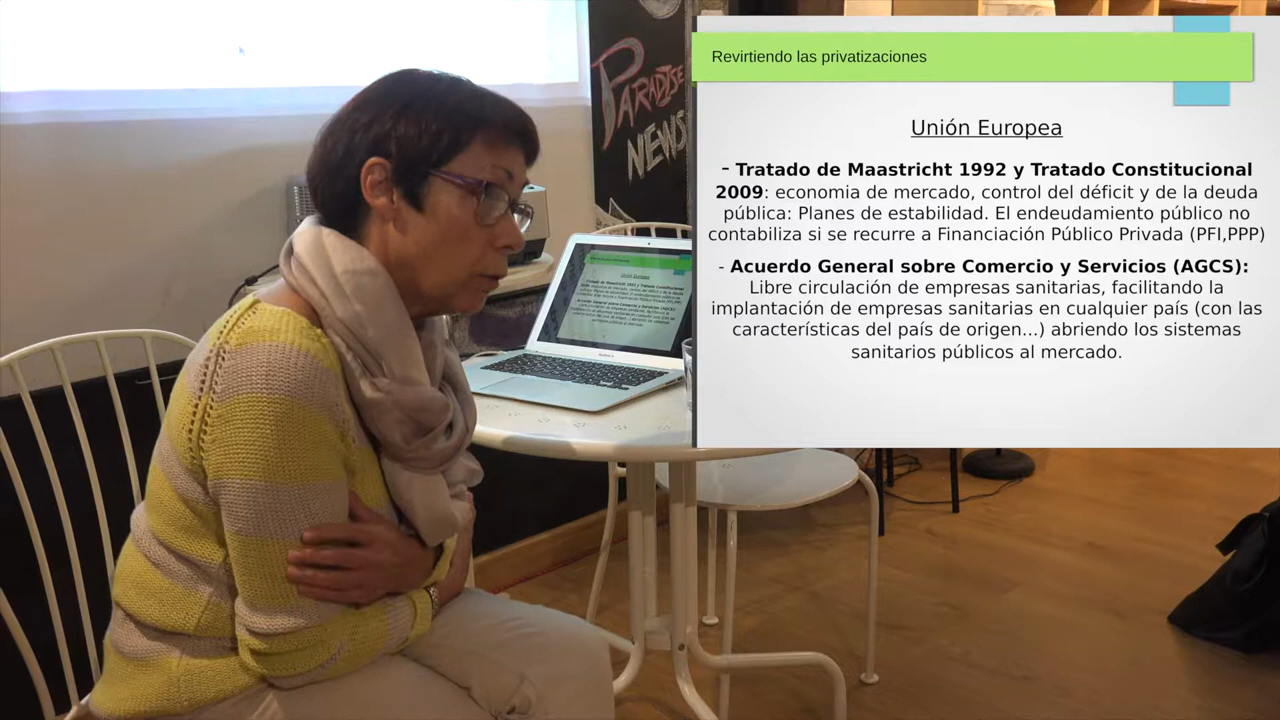 PARADISE
NEWS
Revirtiendo las privatizaciones
Unión Europea
- Tratado de Maastricht 1992 y Tratado Constitucional
2009: economia de mercado, control del déficit y de la deuda
pública: Planes de estabilidad. El endeudamiento público no
contabiliza si se recurre a Financiación Público Privada (PFI,PPP)
- Acuerdo General sobre Comercio y Servicios (AGCS):
Libre circulación de empresas sanitarias, facilitando la
implantación de empresas sanitarias en cualquier país (con las
características del país de origen...) abriendo los sistemas
sanitarios públicos al mercado.